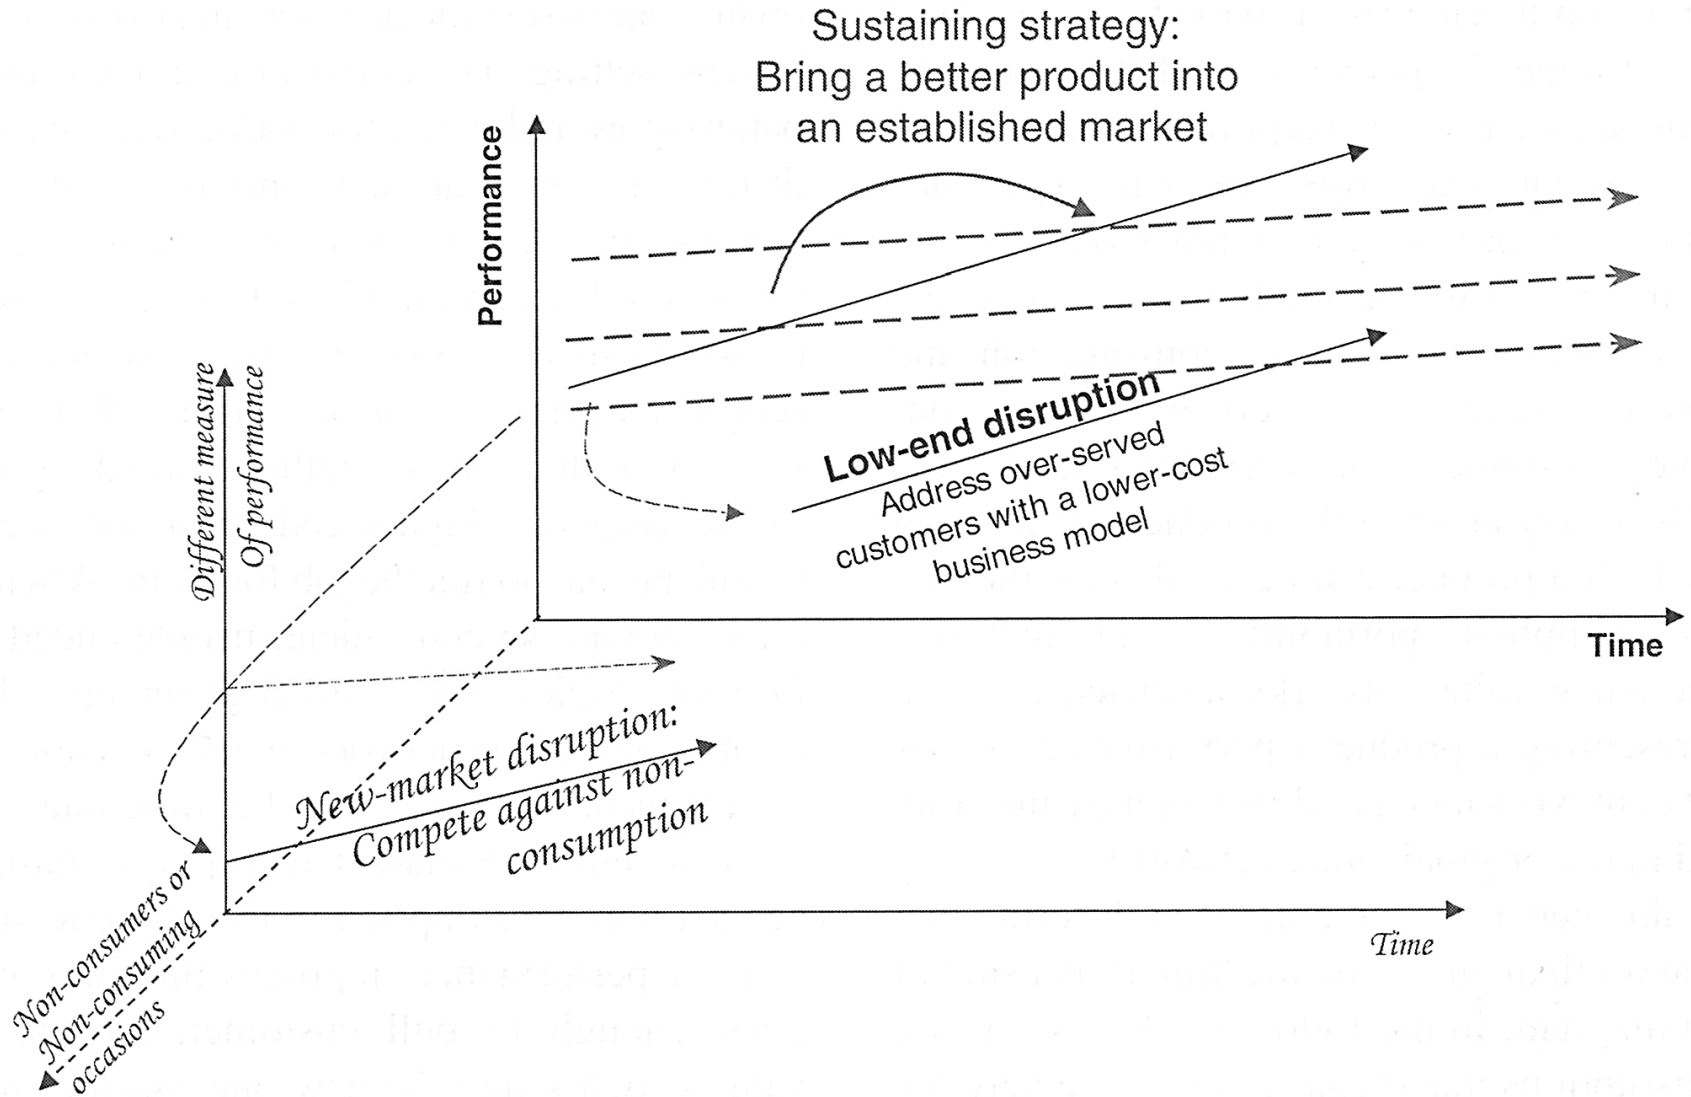 Sustaining strategy:
Bring a better product into
an established market
Performance
Low-end disruption
Address over-served
customers with a lower-cost
business model
Time
Different measure
Of performance
New-market disruption:
Compete against non-
consumption
Time
Non-consumers or
Non-consuming
occasions